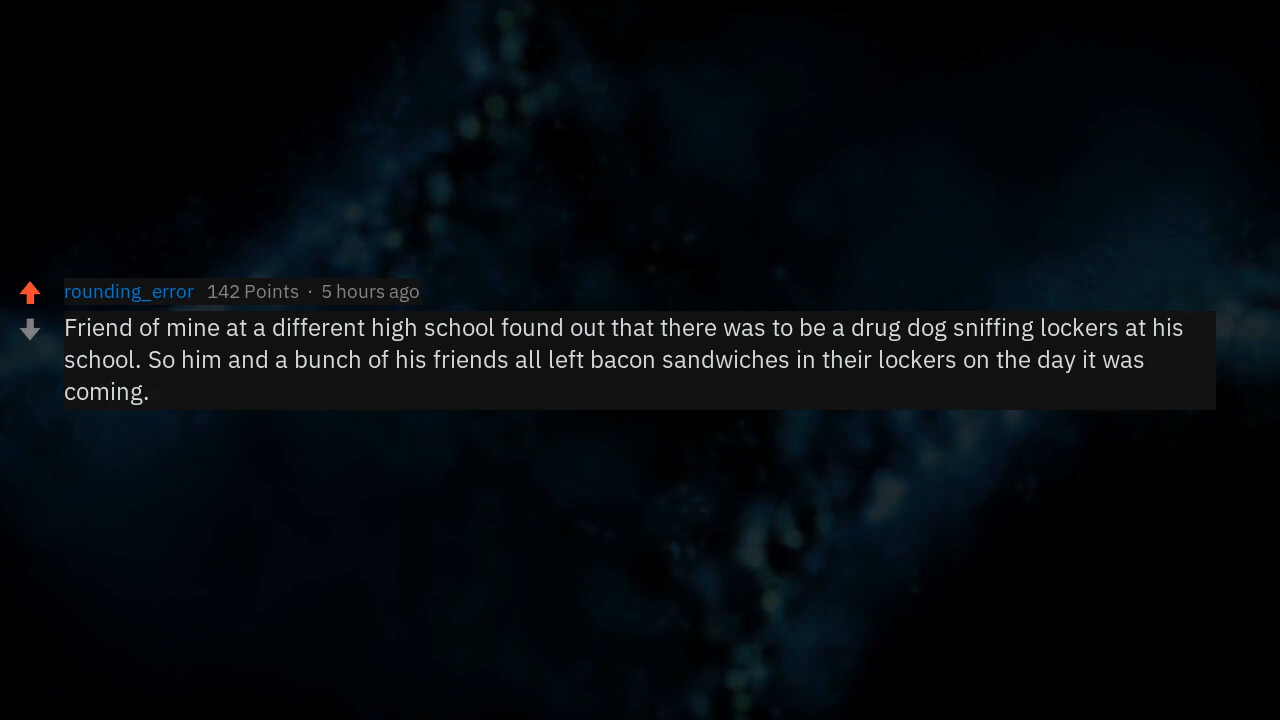 rounding_error 142 Points · 5 hours ago
Friend of mine at a different high school found out that there was to be a drug dog sniffing lockers at his
school. So him and a bunch of his friends all left bacon sandwiches in their lockers on the day it was
coming.